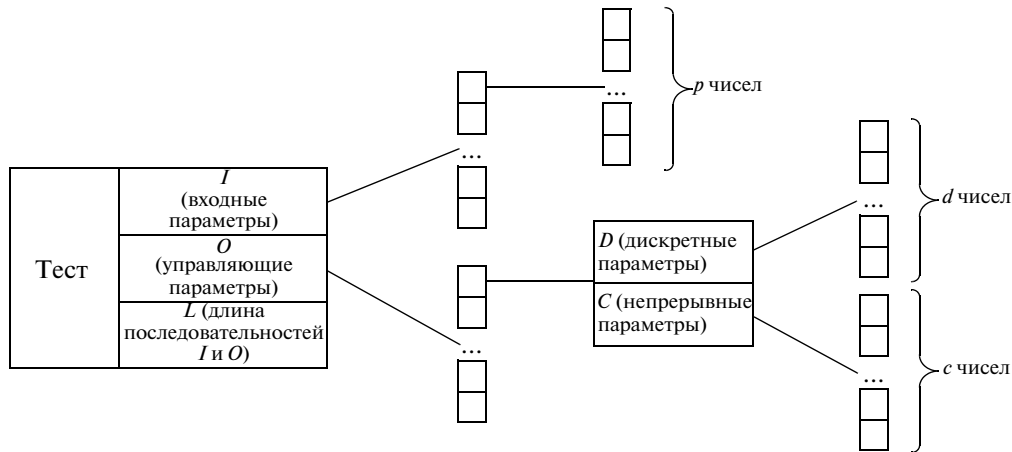 ...
p чисел
...
Тест
I
(входные
параметры)
O
(управляющие
параметры)
L (длина
последовательностей
I и O)
...
D (дискретные
параметры)
C (непрерывные
параметры)
...
d чисел
...
c чисел